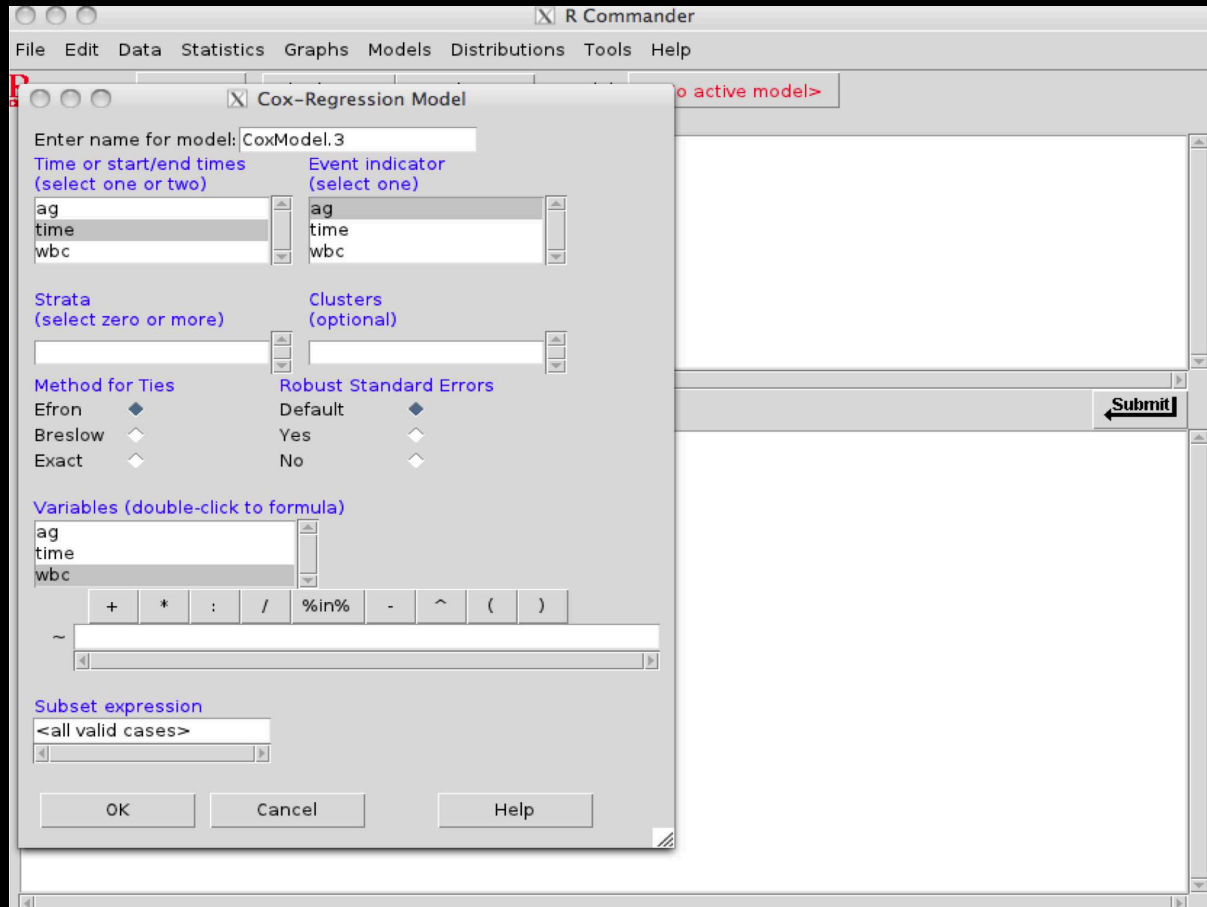 X R Commander
File Edit Data Statistics Graphs Models Distributions Tools Help
o active model>
X Cox-Regression Model
Enter name for model: CoxModel.3
Time or start/end times Event indicator
(select one or two) (select one)
ag ag
time time
wbc wbc
Strata Clusters
(select zero or more) (optional)
Method for Ties Robust Standard Errors
Efron Default
Breslow Yes
Exact No
Variables (double-click to formula)
ag
time
wbc
+ * : / %in% - ^ ( )
~
Subset expression
<all valid cases>
OK Cancel Help
Submit